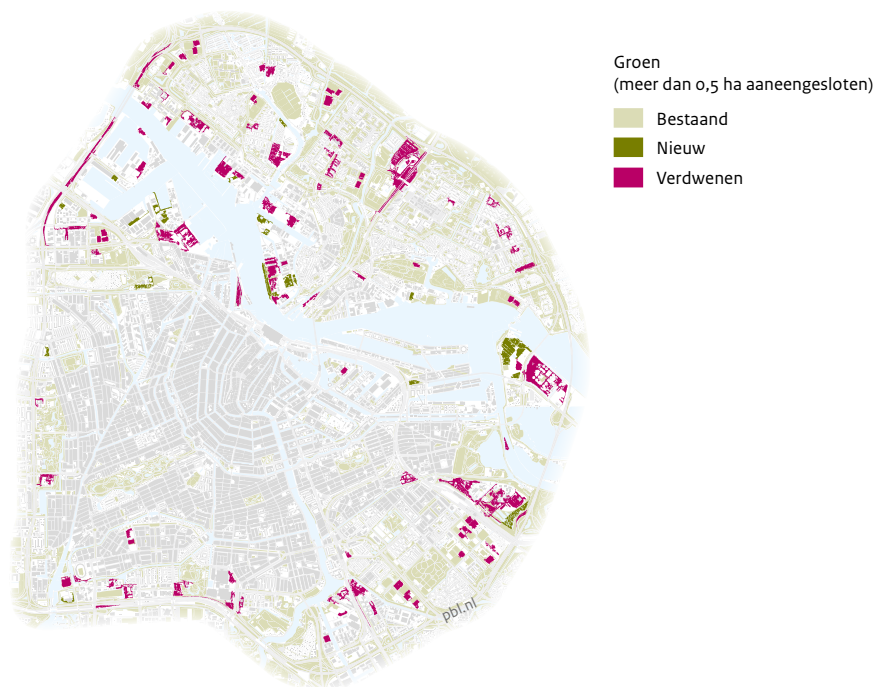 Groen
(meer dan 0,5 ha aaneengesloten)
Bestaand
Nieuw
Verdwenen
pbl.nl